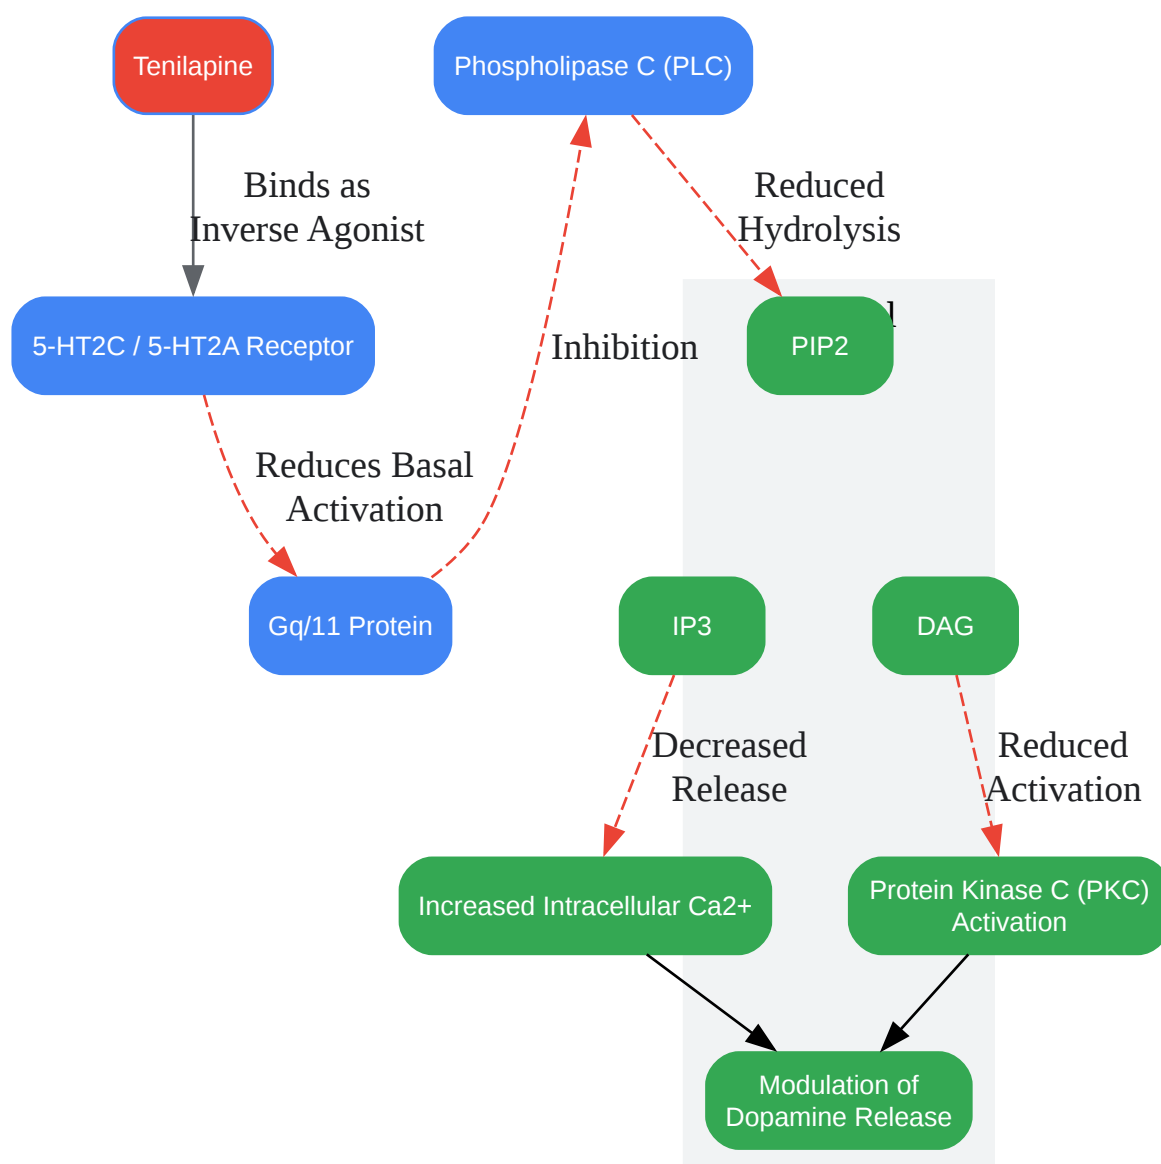 Tenilapine
Phospholipase C (PLC)
Binds as
Inverse Agonist
Reduced
Hydrolysis
5-HT2C / 5-HT2A Receptor
Inhibition
PIP2
Reduces Basal
Activation
Gq/11 Protein
IP3
DAG
Decreased
Release
Reduced
Activation
Increased Intracellular Ca2+
Protein Kinase C (PKC)
Activation
Modulation of
Dopamine Release